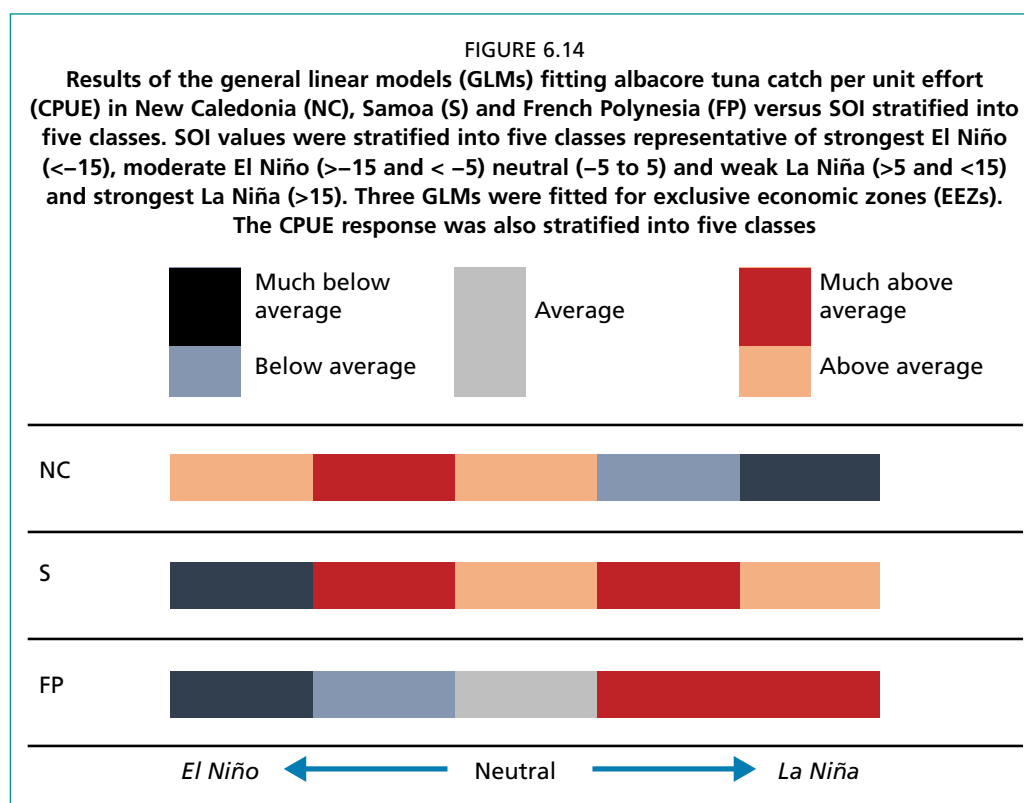 FIGURE 6.14
Results of the general linear models (GLMs) fitting albacore tuna catch per unit effort
(CPUE) in New Caledonia (NC), Samoa (S) and French Polynesia (FP) versus SOI stratified into
five classes. SOI values were stratified into five classes representative of strongest El Niño
(<−15), moderate El Niño (>−15 and < −5) neutral (−5 to 5) and weak La Niña (>5 and <15)
and strongest La Niña (>15). Three GLMs were fitted for exclusive economic zones (EEZs).
The CPUE response was also stratified into five classes
Much below
average
Below average
Average
Much above
average
Above average
NC
S
FP
El Niño
Neutral
La Niña